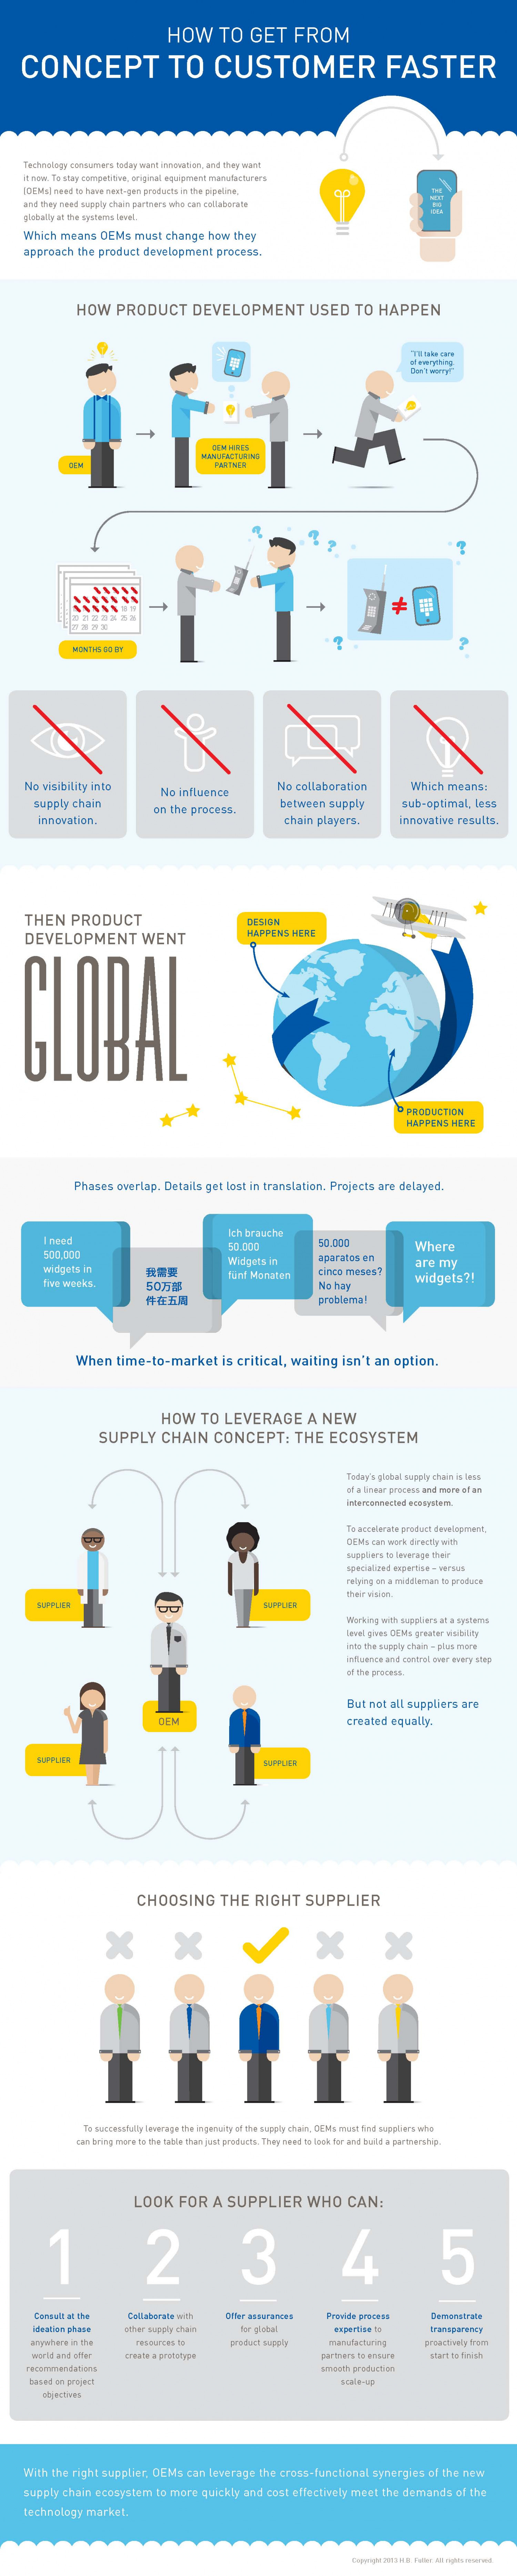 HOW TO GET FROM
CONCEPT TO CUSTOMER FASTER
Technology consumers today want innovation, and they want
it now. To stay competitive, original equipment manufacturers
(OEMs) need to have next-gen products in the pipeline,
and they need supply chain partners who can collaborate
globally at the systems level.
Which means OEMs must change how they
approach the product development process.
THE
NEXT
BIG
IDEA
HOW PRODUCT DEVELOPMENT USED TO HAPPEN
OEM
OEM HIRES
MANUFACTURING
PARTNER
"I'll take care
of everything.
Don't worry!"
18 19
20 21 22 23 24 25 26
27 28 29 30
MONTHS GO BY
? ? ? ?
≠
? ?
No visibility into
supply chain
innovation.
No influence
on the process.
No collaboration
between supply
chain players.
Which means:
sub-optimal, less
innovative results.
THEN PRODUCT
DEVELOPMENT WENT
GLOBAL
DESIGN
HAPPENS HERE
PRODUCTION
HAPPENS HERE
Phases overlap. Details get lost in translation. Projects are delayed.
I need
500,000
widgets in
five weeks.
我需要
50万部
件在五周
Ich brauche
50.000
Widgets in
fünf Monaten
50.000
aparatos en
cinco meses?
No hay
problema!
Where
are my
widgets?!
When time-to-market is critical, waiting isn't an option.
HOW TO LEVERAGE A NEW
SUPPLY CHAIN CONCEPT: THE ECOSYSTEM
SUPPLIER
SUPPLIER
OEM
SUPPLIER
SUPPLIER
Today's global supply chain is less
of a linear process and more of an
interconnected ecosystem.
To accelerate product development,
OEMs can work directly with
suppliers to leverage their
specialized expertise – versus
relying on a middleman to produce
their vision.
Working with suppliers at a systems
level gives OEMs greater visibility
into the supply chain – plus more
influence and control over every step
of the process.
But not all suppliers are
created equally.
CHOOSING THE RIGHT SUPPLIER
To successfully leverage the ingenuity of the supply chain, OEMs must find suppliers who
can bring more to the table than just products. They need to look for and build a partnership.
LOOK FOR A SUPPLIER WHO CAN:
1
Consult at the
ideation phase
anywhere in the
world and offer
recommendations
based on project
objectives
2
Collaborate with
other supply chain
resources to
create a prototype
3
Offer assurances
for global
product supply
4
Provide process
expertise to
manufacturing
partners to ensure
smooth production
scale-up
5
Demonstrate
transparency
proactively from
start to finish
With the right supplier, OEMs can leverage the cross-functional synergies of the new
supply chain ecosystem to more quickly and cost effectively meet the demands of the
technology market.
Copyright 2013 H.B. Fuller. All rights reserved.